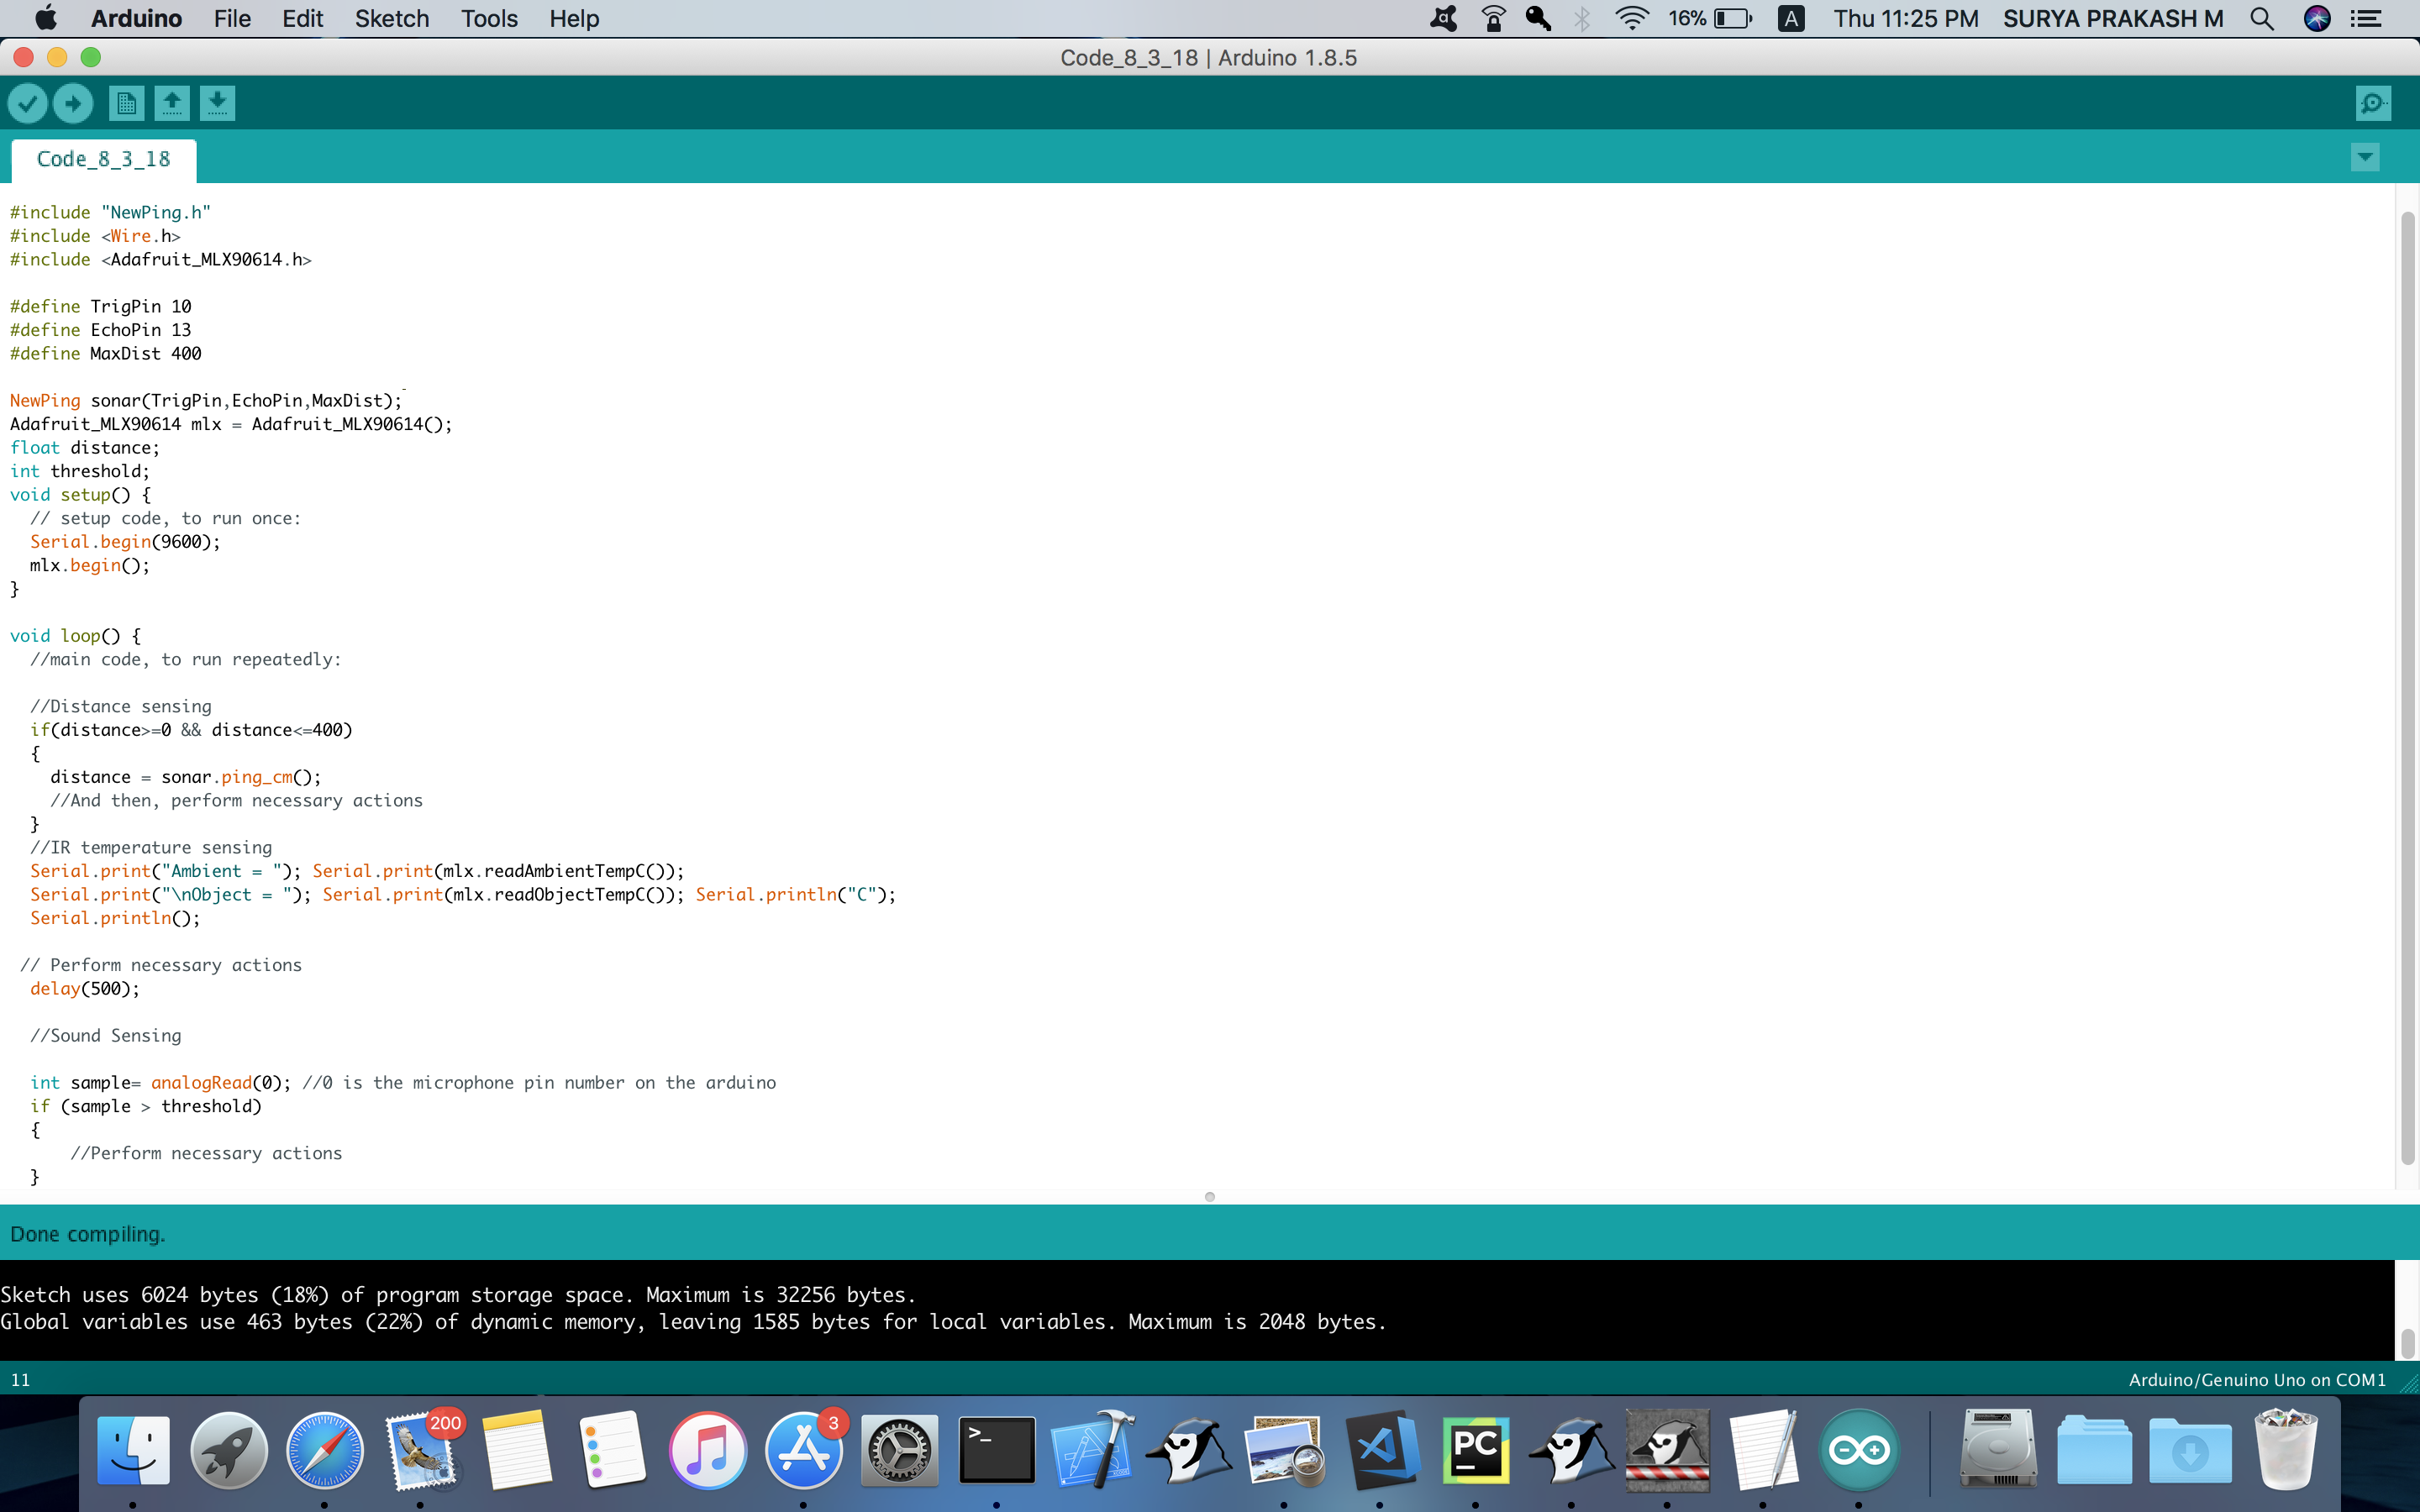 Arduino File Edit Sketch Tools Help 16% A Thu 11:25 PM SURYA PRAKASH M
Code_8_3_18 | Arduino 1.8.5
Code_8_3_18
#include "NewPing.h"
#include <Wire.h>
#include <Adafruit_MLX90614.h>
#define TrigPin 10
#define EchoPin 13
#define MaxDist 400
NewPing sonar(TrigPin,EchoPin,MaxDist);
Adafruit_MLX90614 mlx = Adafruit_MLX90614();
float distance;
int threshold;
void setup() {
// setup code, to run once:
Serial.begin(9600);
mlx.begin();
}
void loop() {
//main code, to run repeatedly:
//Distance sensing
if(distance>=0 && distance<=400)
{
distance = sonar.ping_cm();
//And then, perform necessary actions
}
//IR temperature sensing
Serial.print("Ambient = "); Serial.print(mlx.readAmbientTempC());
Serial.print("\nObject = "); Serial.print(mlx.readObjectTempC()); Serial.println("C");
Serial.println();
// Perform necessary actions
delay(500);
//Sound Sensing
int sample= analogRead(0); //0 is the microphone pin number on the arduino
if (sample > threshold)
{
//Perform necessary actions
}
Done compiling.
Sketch uses 6024 bytes (18%) of program storage space. Maximum is 32256 bytes.
Global variables use 463 bytes (22%) of dynamic memory, leaving 1585 bytes for local variables. Maximum is 2048 bytes.
11 Arduino/Genuino Uno on COM1
200 3 >_ PC